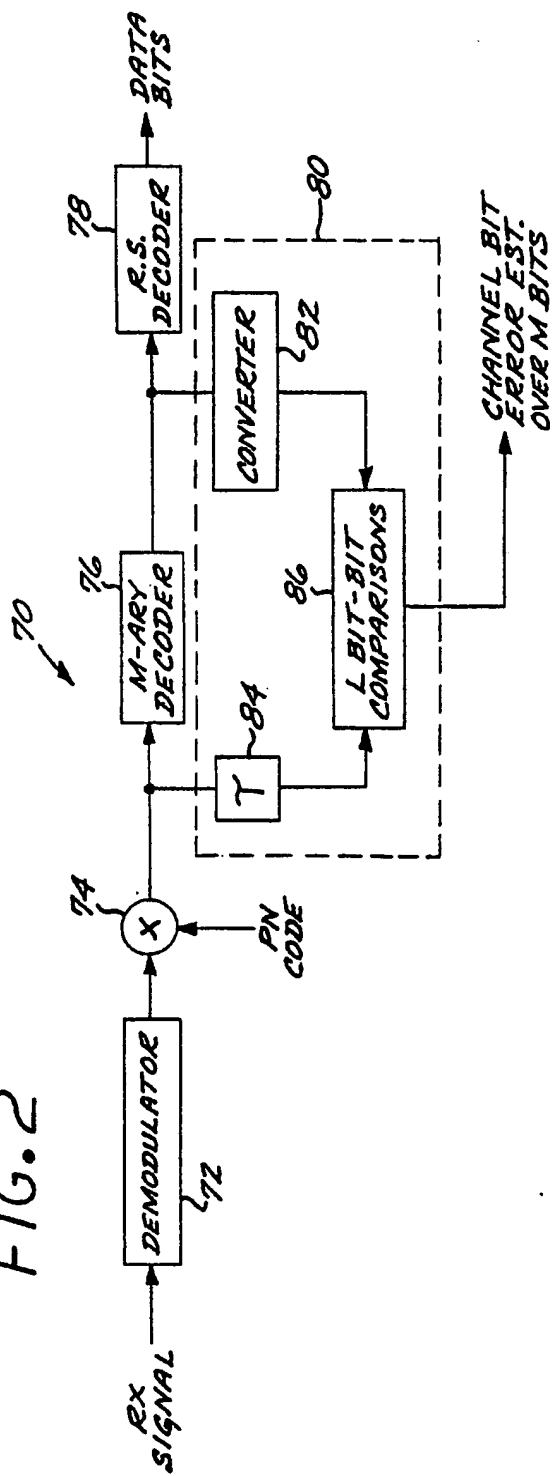 FIG. 2
70
RX
SIGNAL
DEMODULATOR
72
74
X
PN
CODE
76
M-ARY
DECODER
78
R.S.
DECODER
DATA
BITS
80
84
T
CONVERTER
82
86
L BIT-BIT
COMPARISONS
CHANNEL BIT
ERROR EST.
OVER M BITS